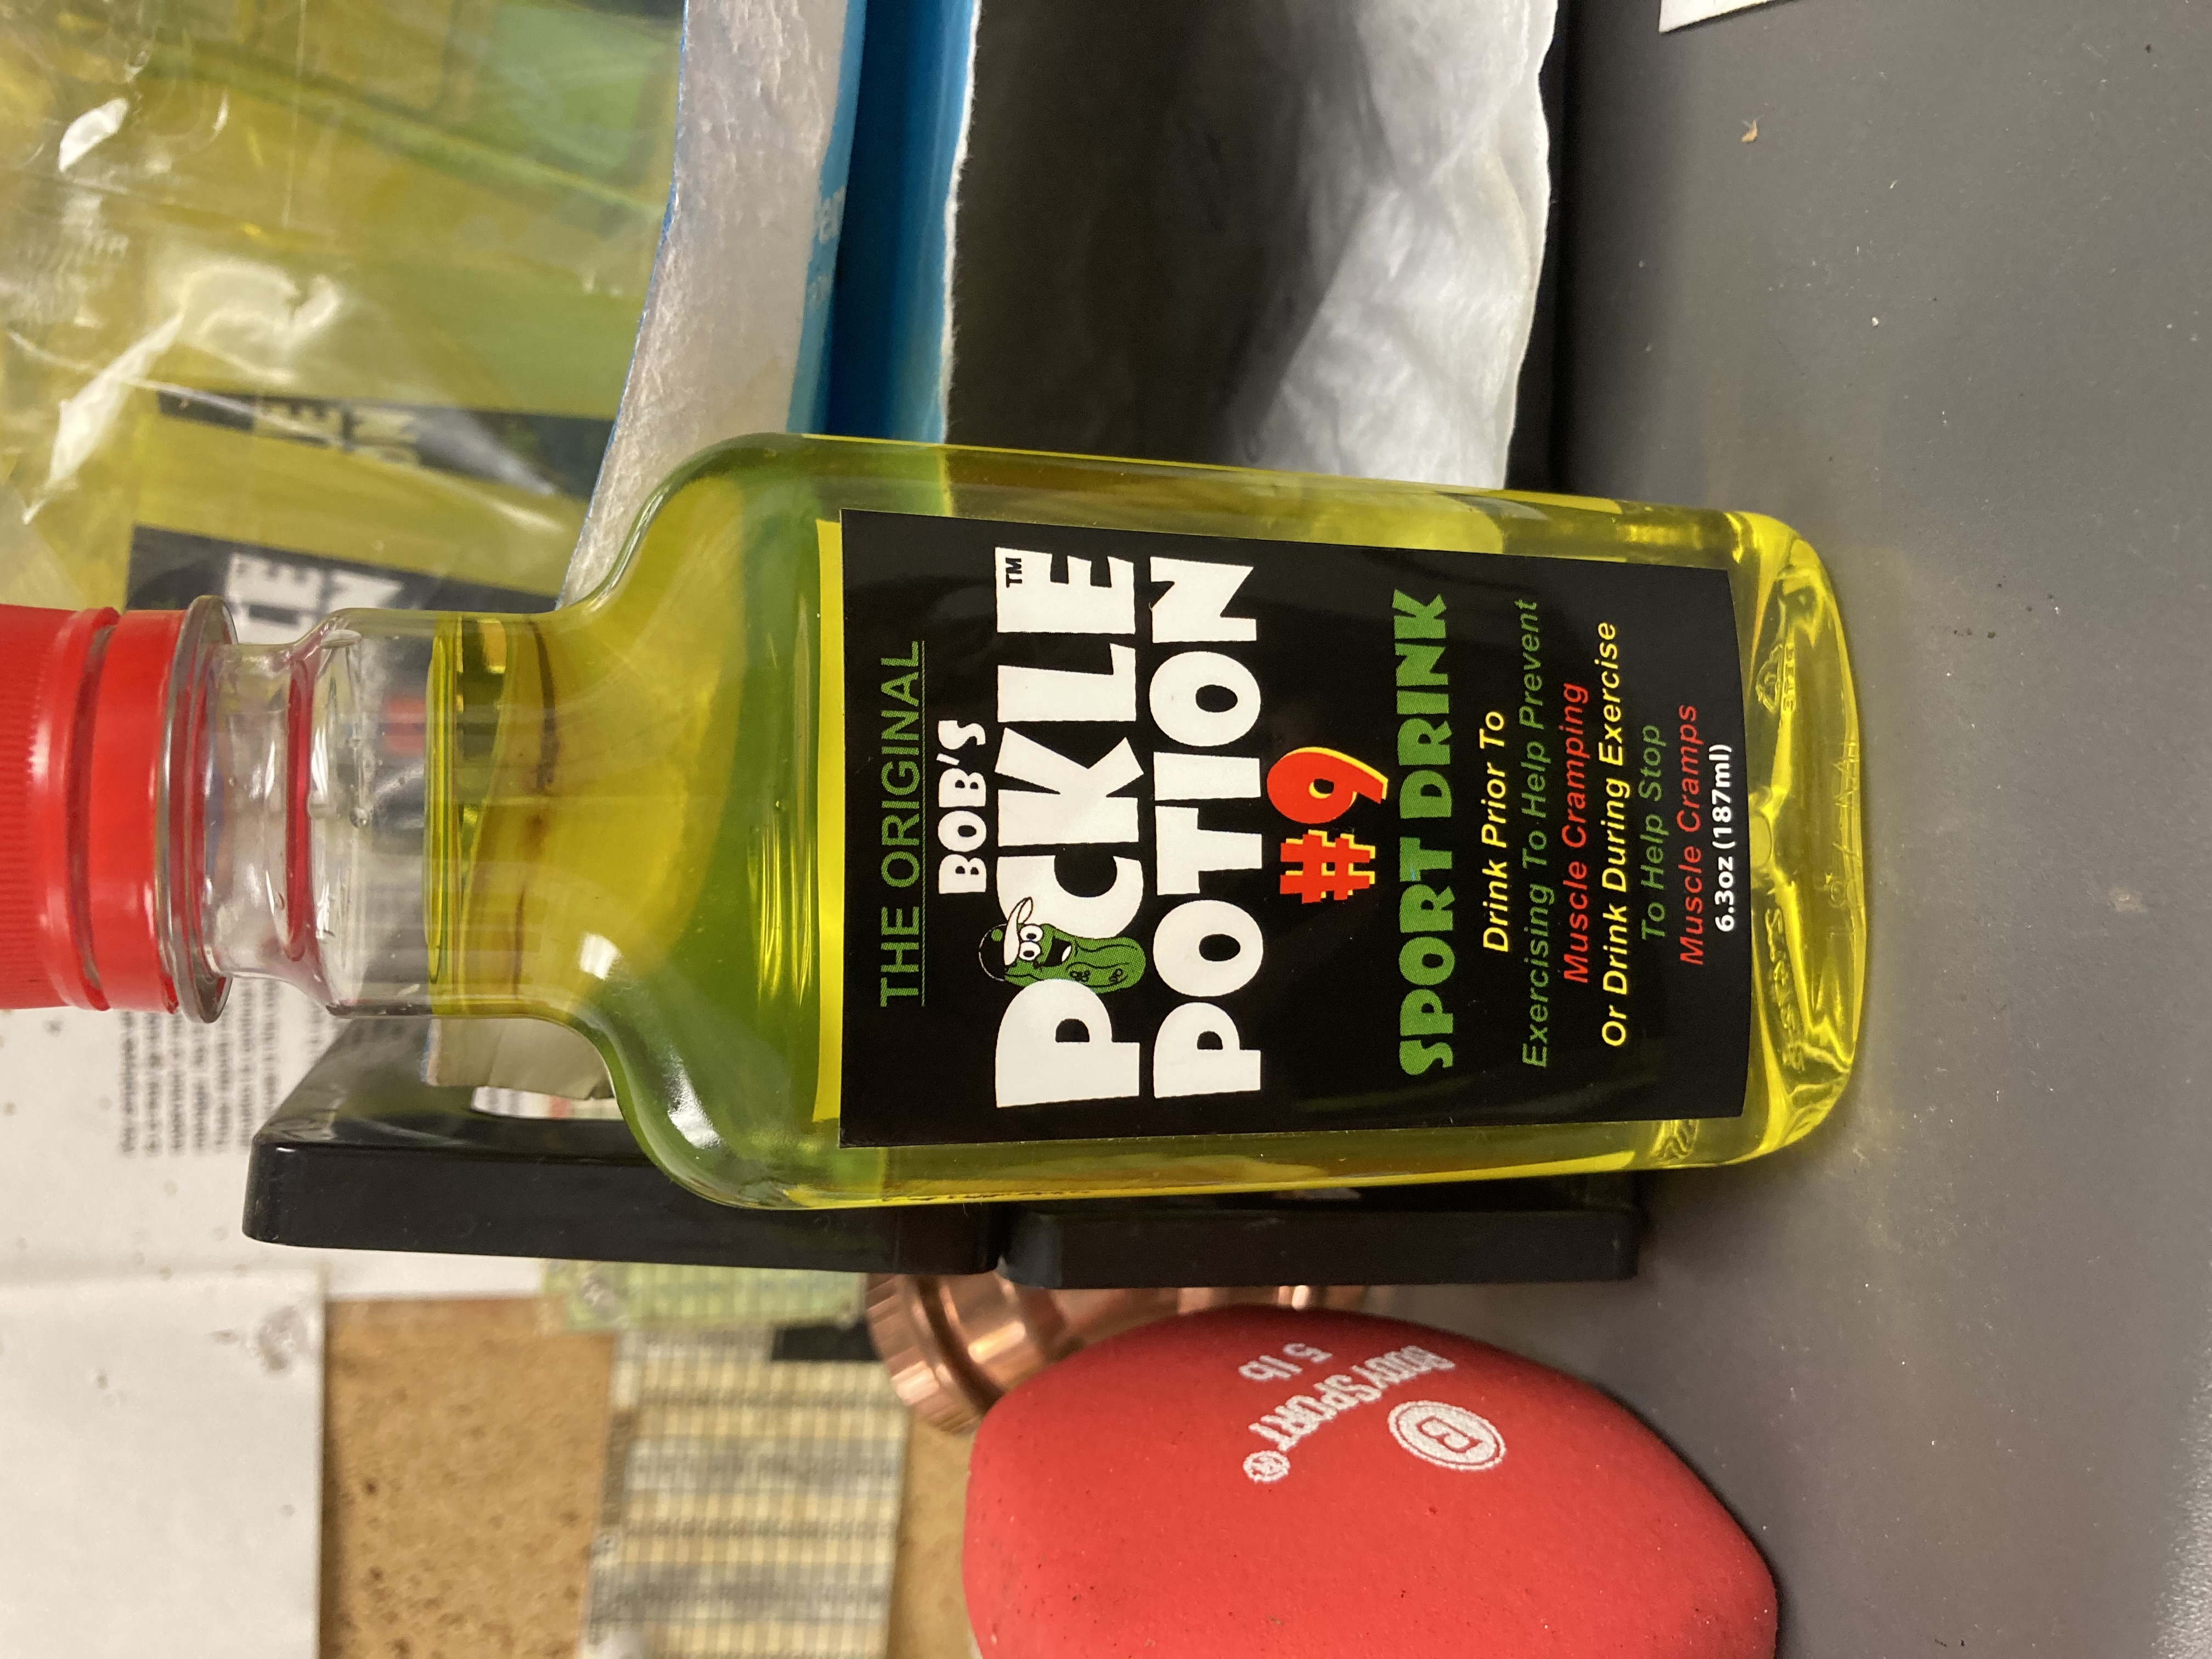 THE ORIGINAL
BOB'S
PICKLE™
POTION
#9
SPORT DRINK
Drink Prior To
Exercising To Help Prevent
Muscle Cramping
Or Drink During Exercise
To Help Stop
Muscle Cramps
6.3oz (187ml)
BODYSPORT®
5 lb
B